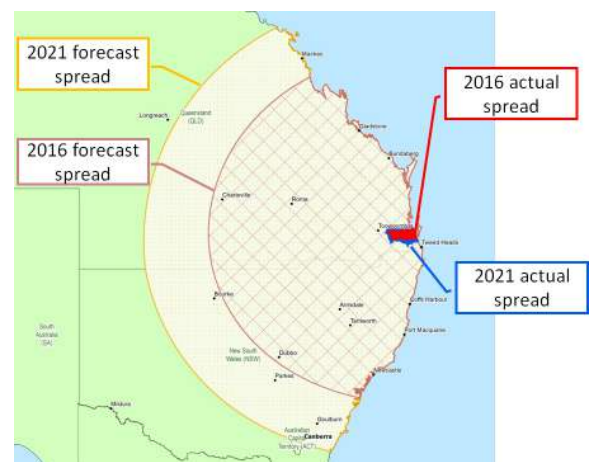 2021 forecast
spread
2016 forecast
spread
2016 actual
spread
2021 actual
spread
Mackay
Longreach
Queensland
(QLD)
Gladstone
Bundaberg
Charleville
Roma
Toowoomba
Tweed Heads
Bourke
Coffs Harbour
Armidale
Tamworth
Port Macquarie
South
Australia
(SA)
New South
Wales (NSW)
Dubbo
Parkes
Newcastle
Mildura
Goulburn
Australian
Capital
Territory (ACT)
Canberra